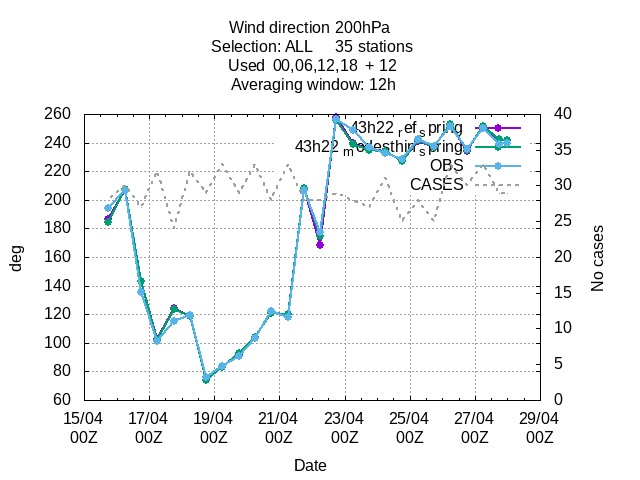 Wind direction 200hPa
Selection: ALL 35 stations
Used 00,06,12,18 + 12
Averaging window: 12h
260 40
43h22_ref_spring
240 35
43h22_modesthin_spring
OBS
220 30
CASES
200
25
180
deg
20
No cases
160
140 15
120 10
100
5
80
60 0
15/04 17/04 19/04 21/04 23/04 25/04 27/04 29/04
00Z 00Z 00Z 00Z 00Z 00Z 00Z 00Z
Date